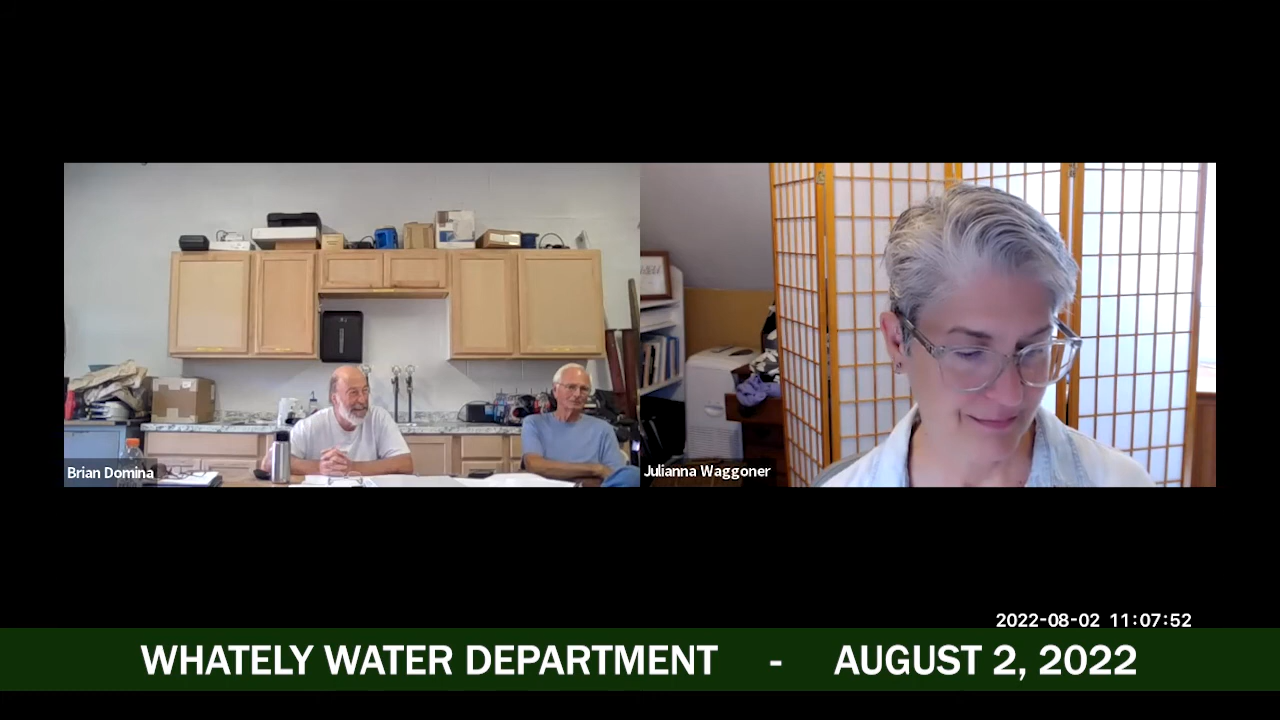 Brian Domina
Julianna Waggoner
2022-08-02 11:07:52
WHATELY WATER DEPARTMENT - AUGUST 2, 2022